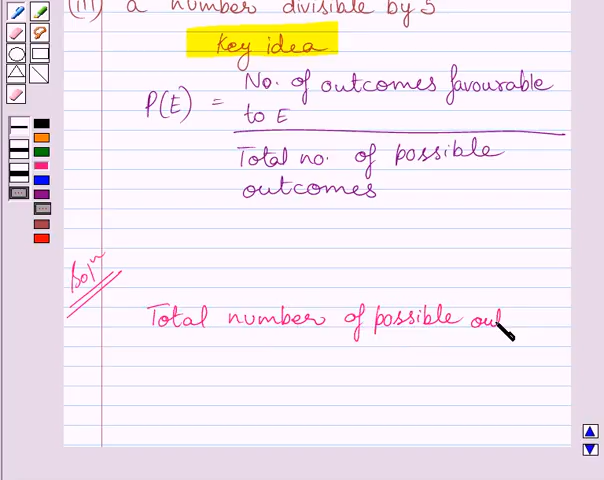 (iii) a number divisible by 5
Key idea
P(E) = No. of outcomes favourable
to E
Total no. of possible
outcomes
Solⁿ
Total number of possible out